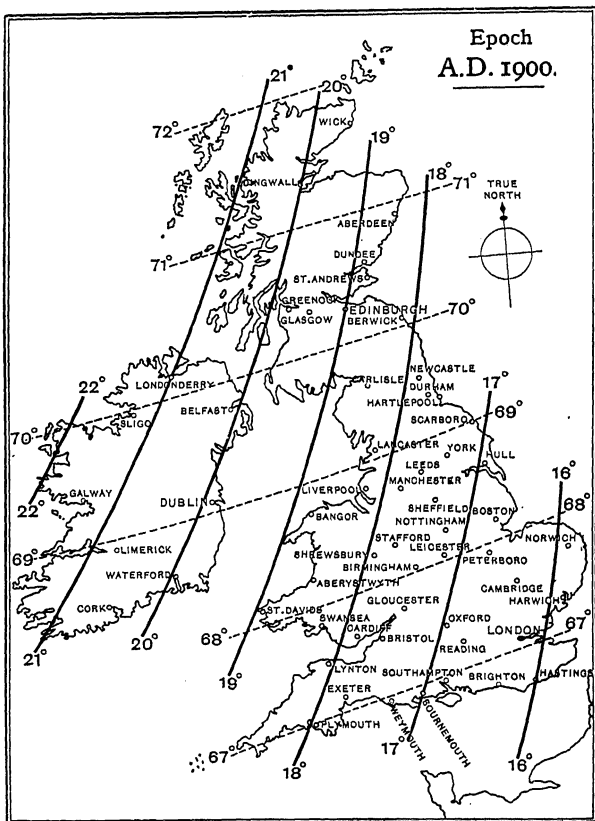 Epoch
A.D. 1900.
21°
20°
72°
WICK
19°
18°
71°
TRUE
NORTH
DINGWALL
ABERDEEN
71°
DUNDEE
ST. ANDREWS
GREENOCK
EDINBURGH
70°
GLASGOW
BERWICK
NEWCASTLE
LONDONDERRY
CARLISLE
DURHAM
22°
17°
HARTLEPOOL
BELFAST
69°
SLIGO
SCARBORO
70°
LANCASTER
YORK
HULL
LEEDS
16°
MANCHESTER
GALWAY
LIVERPOOL
22°
DUBLIN
SHEFFIELD
BOSTON
68°
BANGOR
NOTTINGHAM
STAFFORD
NORWICH
LIMERICK
SHREWSBURY
LEICESTER
69°
PETERBORO
BIRMINGHAM
WATERFORD
ABERYSTWYTH
CAMBRIDGE
HARWICH
GLOUCESTER
CORK
ST. DAVIDS
SWANSEA
OXFORD
67°
CARDIFF
LONDON
20°
68°
BRISTOL
21°
READING
LYNTON
19°
SOUTHAMPTON
BRIGHTON
HASTINGS
EXETER
PLYMOUTH
WEYMOUTH
BOURNEMOUTH
67°
17°
18°
16°